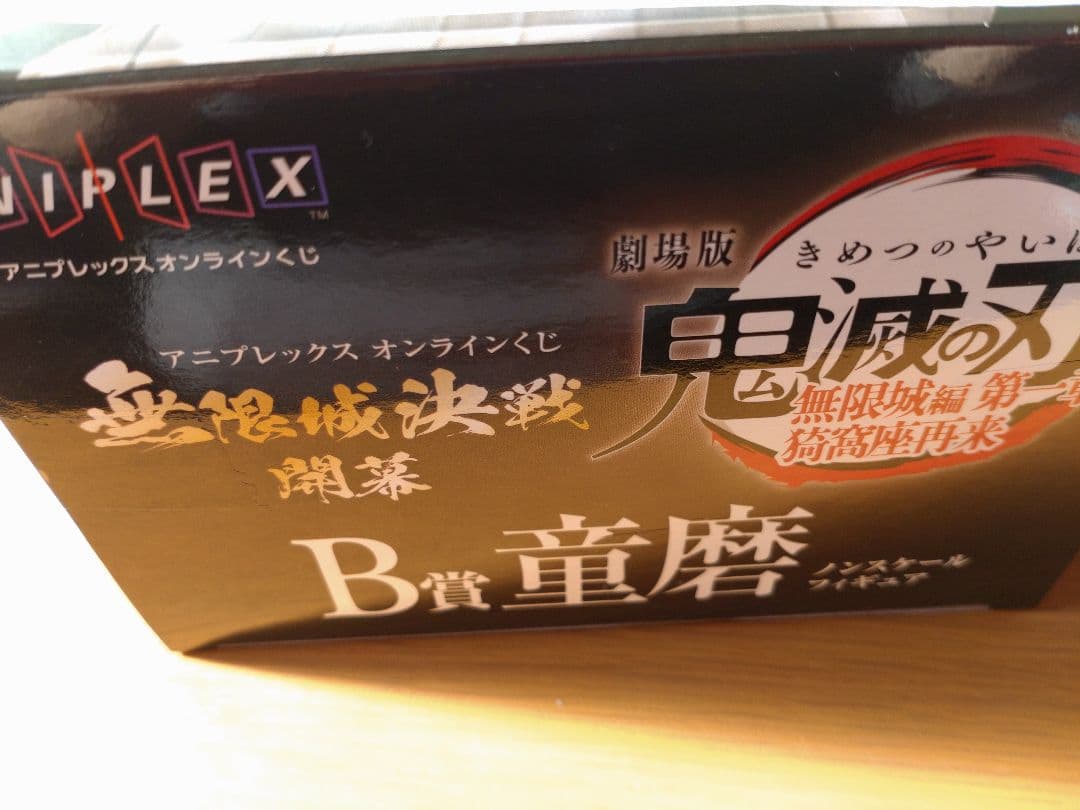 NIPLEX
TM
アニプレックスオンラインくじ
アニプレックス オンラインくじ
無限城決戦
開幕
劇場版
きめつのやいば
鬼滅の刃
無限城編 第一章
猗窩座再来
B賞 童磨 ノンスケール
フィギュア